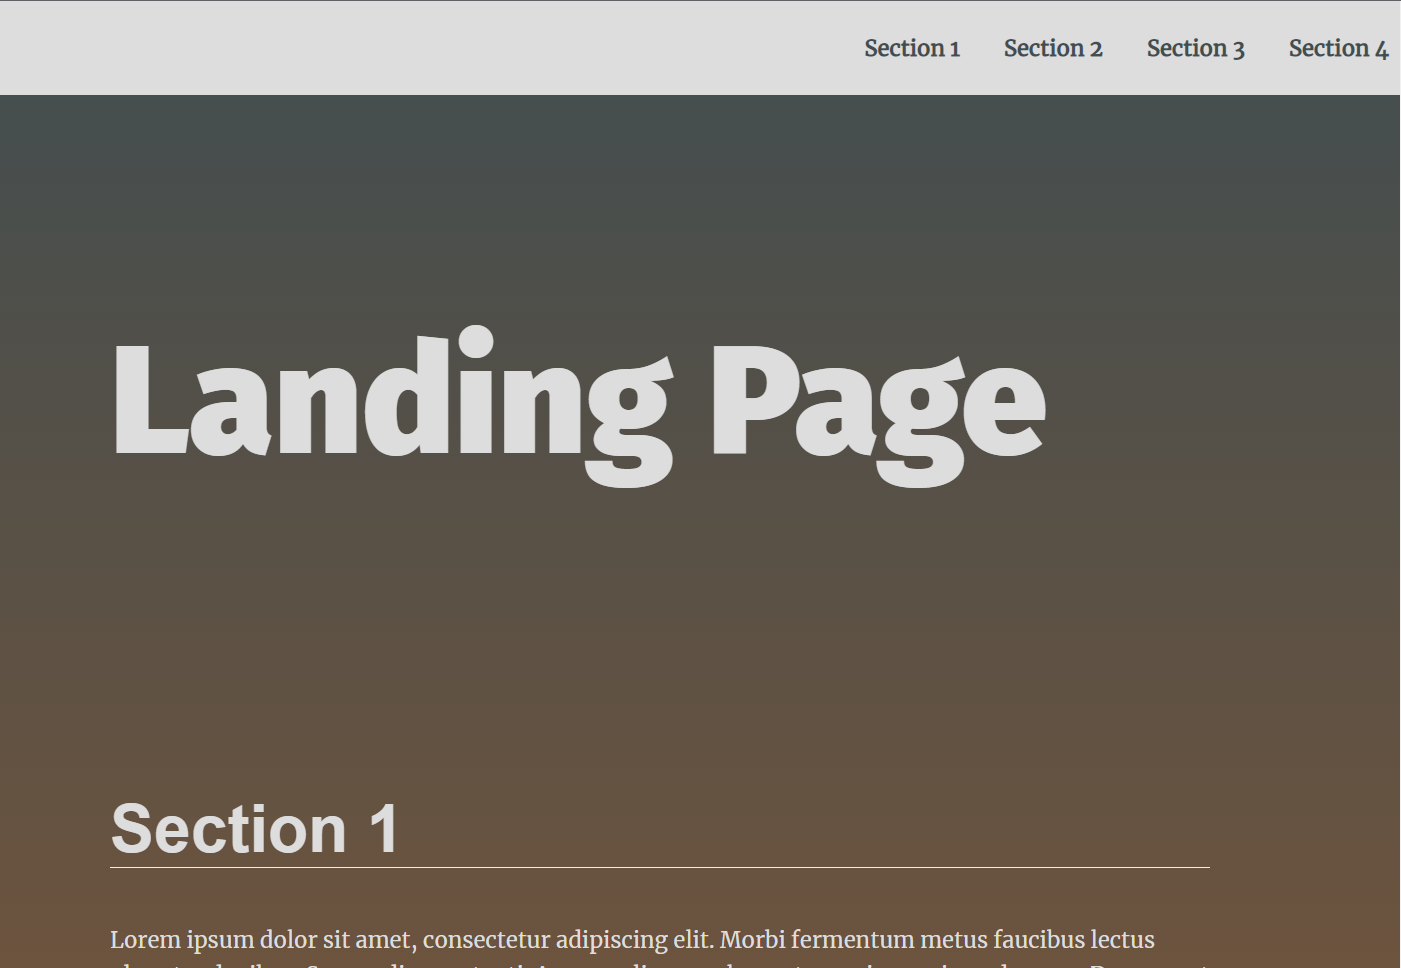 Section 1 Section 2 Section 3 Section 4
Landing Page
Section 1
Lorem ipsum dolor sit amet, consectetur adipiscing elit. Morbi fermentum metus faucibus lectus